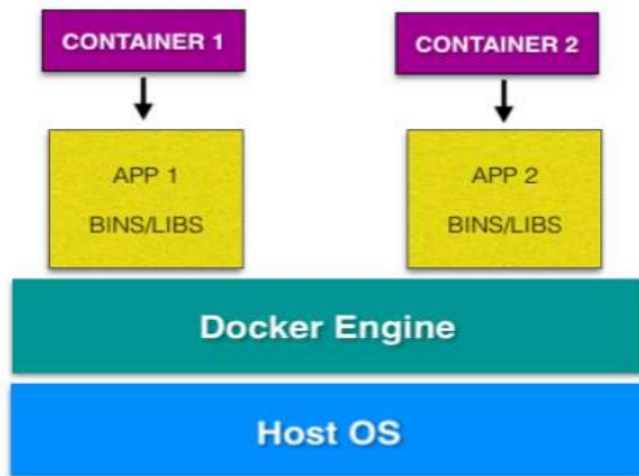 CONTAINER 1
CONTAINER 2
APP 1
BINS/LIBS
APP 2
BINS/LIBS
Docker Engine
Host OS